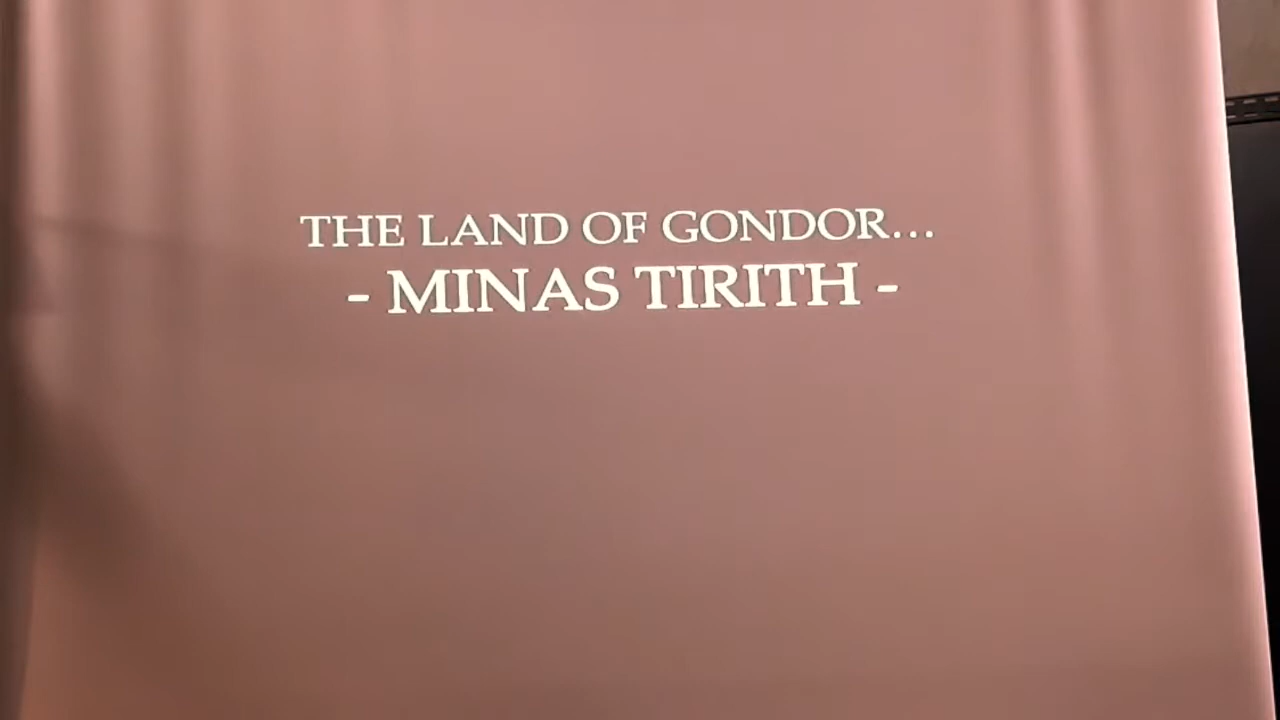 THE LAND OF GONDOR...
- MINAS TIRITH -